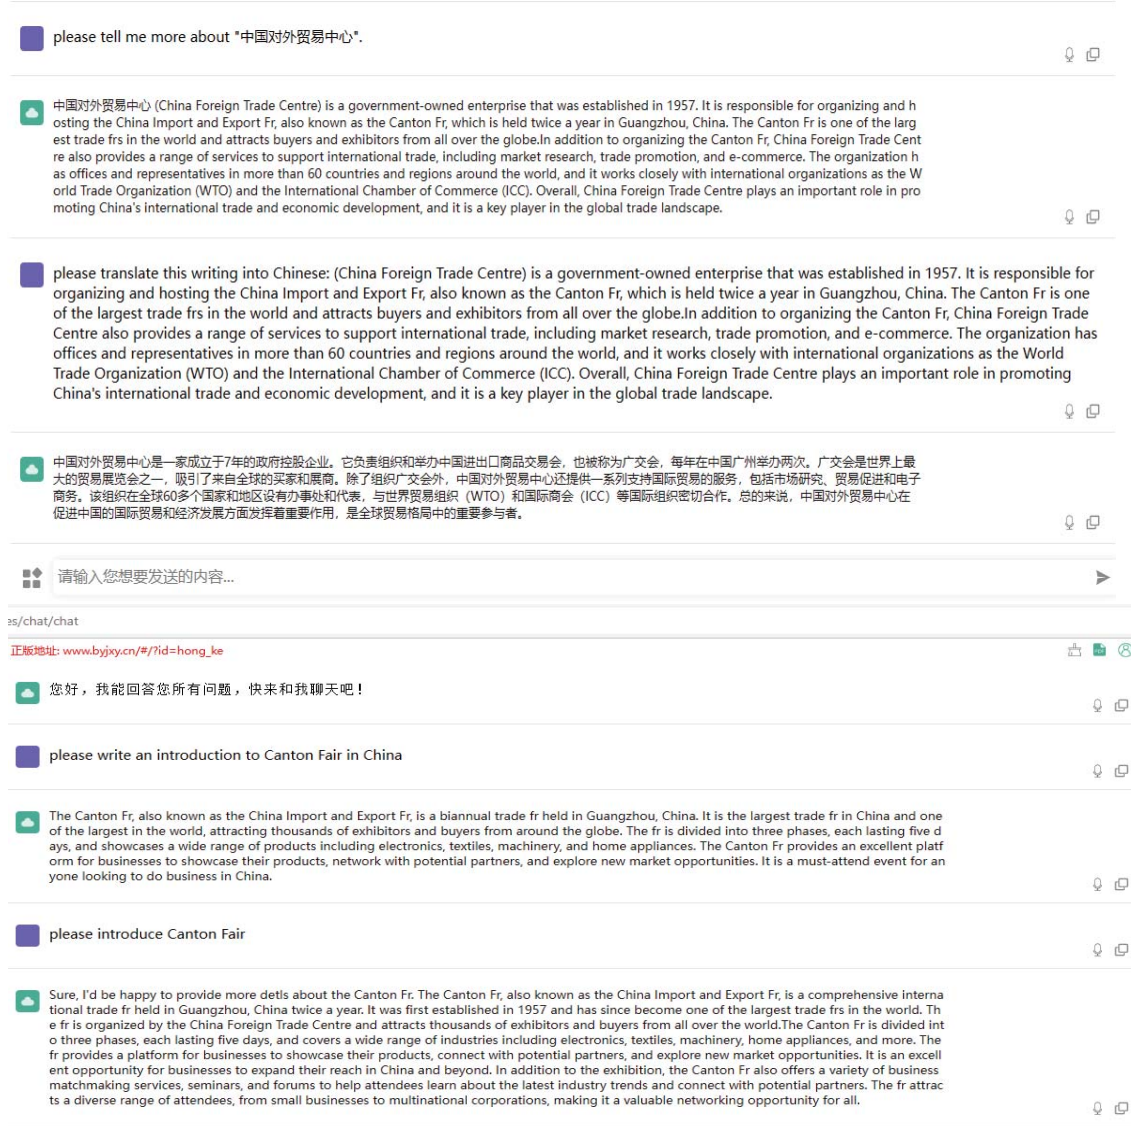 please tell me more about "中国对外贸易中心".
中国对外贸易中心 (China Foreign Trade Centre) is a government-owned enterprise that was established in 1957. It is responsible for organizing and h
osting the China Import and Export Fr, also known as the Canton Fr, which is held twice a year in Guangzhou, China. The Canton Fr is one of the larg
est trade frs in the world and attracts buyers and exhibitors from all over the globe.In addition to organizing the Canton Fr, China Foreign Trade Cent
re also provides a range of services to support international trade, including market research, trade promotion, and e-commerce. The organization h
as offices and representatives in more than 60 countries and regions around the world, and it works closely with international organizations as the W
orld Trade Organization (WTO) and the International Chamber of Commerce (ICC). Overall, China Foreign Trade Centre plays an important role in pro
moting China's international trade and economic development, and it is a key player in the global trade landscape.
please translate this writing into Chinese: (China Foreign Trade Centre) is a government-owned enterprise that was established in 1957. It is responsible for
organizing and hosting the China Import and Export Fr, also known as the Canton Fr, which is held twice a year in Guangzhou, China. The Canton Fr is one
of the largest trade frs in the world and attracts buyers and exhibitors from all over the globe.In addition to organizing the Canton Fr, China Foreign Trade
Centre also provides a range of services to support international trade, including market research, trade promotion, and e-commerce. The organization has
offices and representatives in more than 60 countries and regions around the world, and it works closely with international organizations as the World
Trade Organization (WTO) and the International Chamber of Commerce (ICC). Overall, China Foreign Trade Centre plays an important role in promoting
China's international trade and economic development, and it is a key player in the global trade landscape.
中国对外贸易中心是一家成立于7年的政府控股企业。它负责组织和举办中国进出口商品交易会，也被称为广交会，每年在中国广州举办两次。广交会是世界上最
大的贸易展览会之一，吸引了来自全球的买家和展商。除了组织广交会外，中国对外贸易中心还提供一系列支持国际贸易的服务，包括市场研究、贸易促进和电子
商务。该组织在全球60多个国家和地区设有办事处和代表，与世界贸易组织（WTO）和国际商会（ICC）等国际组织密切合作。总的来说，中国对外贸易中心在
促进中国的国际贸易和经济发展方面发挥着重要作用，是全球贸易格局中的重要参与者。
请输入您想要发送的内容...
es/chat/chat
正版地址: www.byjxy.cn/#/?id=hong_ke
您好，我能回答您所有问题，快来和我聊天吧！
please write an introduction to Canton Fair in China
The Canton Fr, also known as the China Import and Export Fr, is a biannual trade fr held in Guangzhou, China. It is the largest trade fr in China and one
of the largest in the world, attracting thousands of exhibitors and buyers from around the globe. The fr is divided into three phases, each lasting five d
ays, and showcases a wide range of products including electronics, textiles, machinery, and home appliances. The Canton Fr provides an excellent platf
orm for businesses to showcase their products, network with potential partners, and explore new market opportunities. It is a must-attend event for an
yone looking to do business in China.
please introduce Canton Fair
Sure, I'd be happy to provide more detls about the Canton Fr. The Canton Fr, also known as the China Import and Export Fr, is a comprehensive interna
tional trade fr held in Guangzhou, China twice a year. It was first established in 1957 and has since become one of the largest trade frs in the world. Th
e fr is organized by the China Foreign Trade Centre and attracts thousands of exhibitors and buyers from all over the world.The Canton Fr is divided int
o three phases, each lasting five days, and covers a wide range of industries including electronics, textiles, machinery, home appliances, and more. The
fr provides a platform for businesses to showcase their products, connect with potential partners, and explore new market opportunities. It is an excell
ent opportunity for businesses to expand their reach in China and beyond. In addition to the exhibition, the Canton Fr also offers a variety of business
matchmaking services, seminars, and forums to help attendees learn about the latest industry trends and connect with potential partners. The fr attrac
ts a diverse range of attendees, from small businesses to multinational corporations, making it a valuable networking opportunity for all.